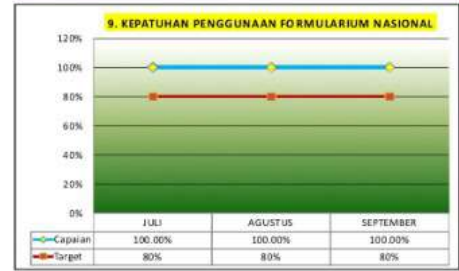 9. KEPATUHAN PENGGUNAAN FORMULARIUM NASIONAL
120%
100%
80%
60%
40%
20%
0%
JULI AGUSTUS SEPTEMBER
Capaian 100.00% 100.00% 100.00%
Target 80% 80% 80%